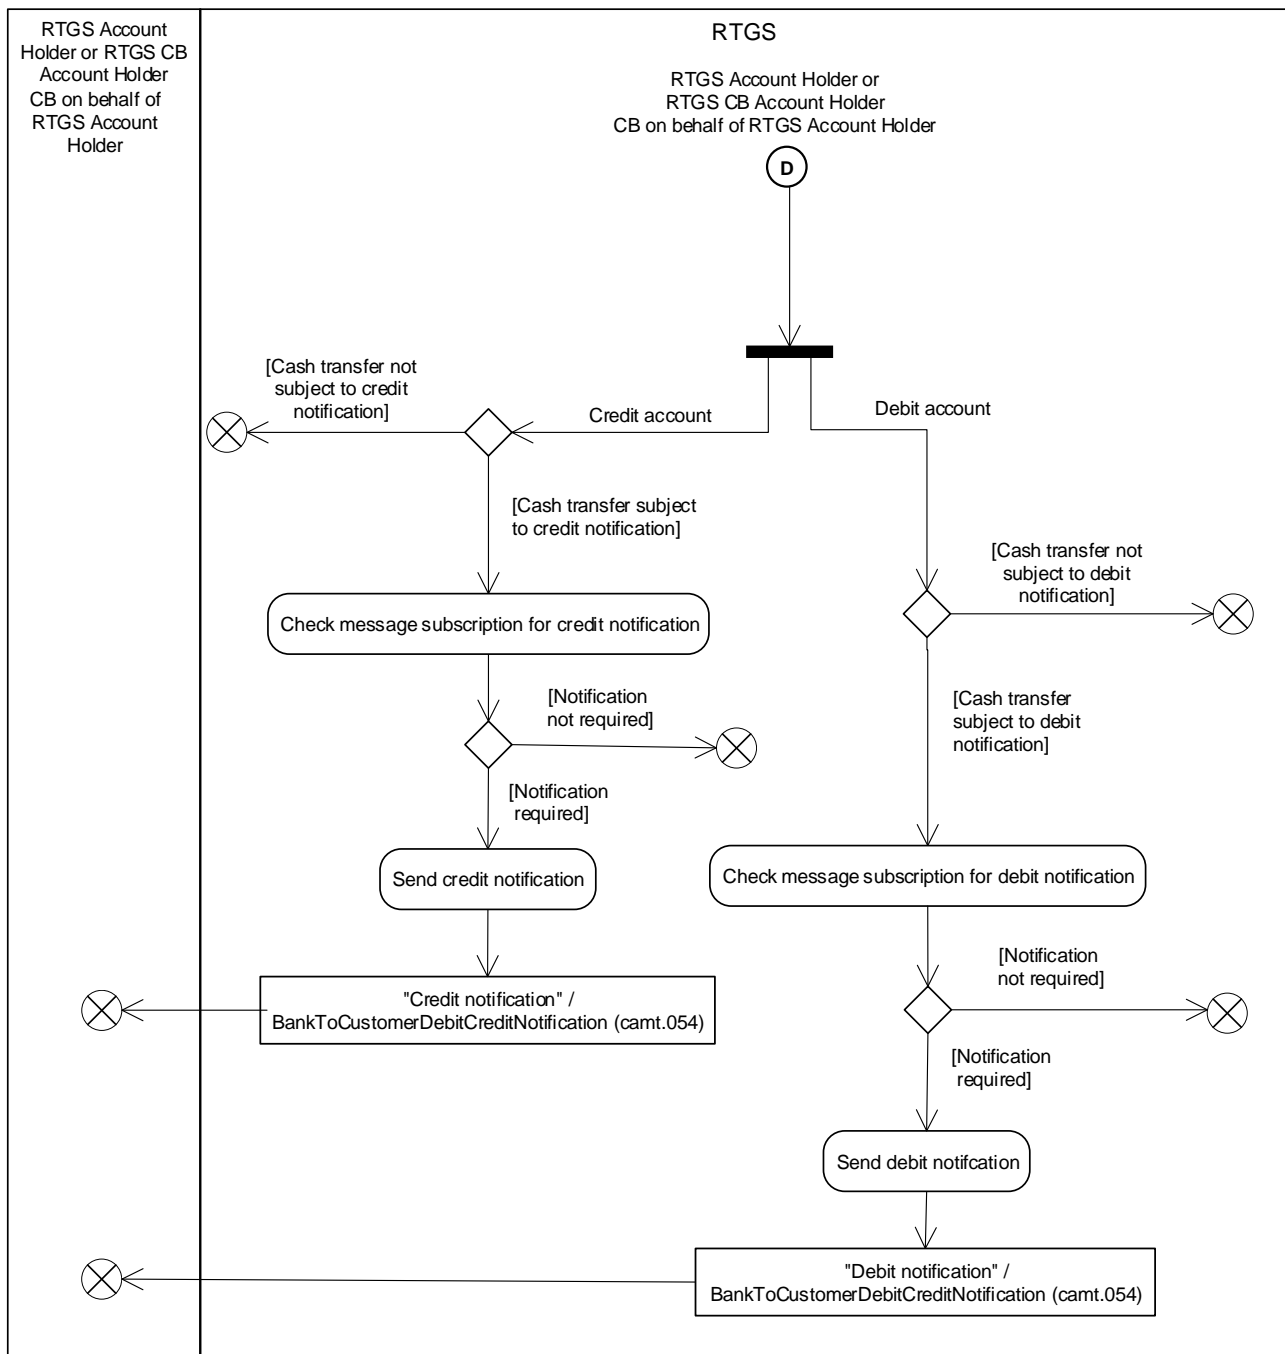 RTGS Account
Holder or RTGS CB
Account Holder
CB on behalf of
RTGS Account
Holder
RTGS
RTGS Account Holder or
RTGS CB Account Holder
CB on behalf of RTGS Account Holder
D
[Cash transfer not
subject to credit
notification]
Credit account
Debit account
[Cash transfer subject
to credit notification]
[Cash transfer not
subject to debit
notification]
Check message subscription for credit notification
[Notification
not required]
[Cash transfer
subject to debit
notification]
[Notification
required]
Send credit notification
Check message subscription for debit notification
[Notification
not required]
"Credit notification" /
BankToCustomerDebitCreditNotification (camt.054)
[Notification
required]
Send debit notifcation
"Debit notification" /
BankToCustomerDebitCreditNotification (camt.054)